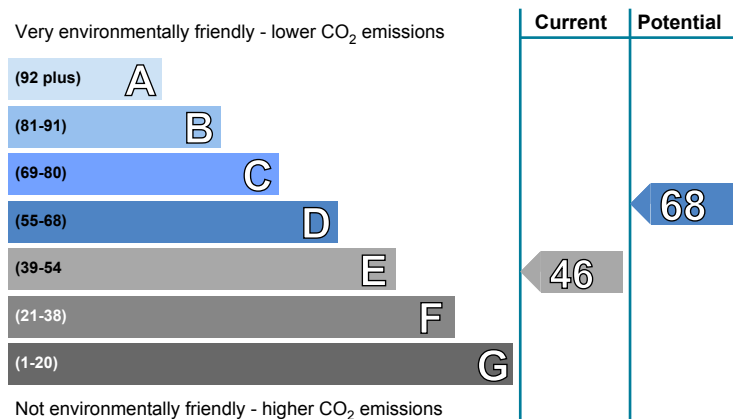 Very environmentally friendly - lower CO₂ emissions
Current
Potential
(92 plus) A
(81-91) B
(69-80) C
(55-68) D
68
(39-54 E
46
(21-38) F
(1-20) G
Not environmentally friendly - higher CO₂ emissions